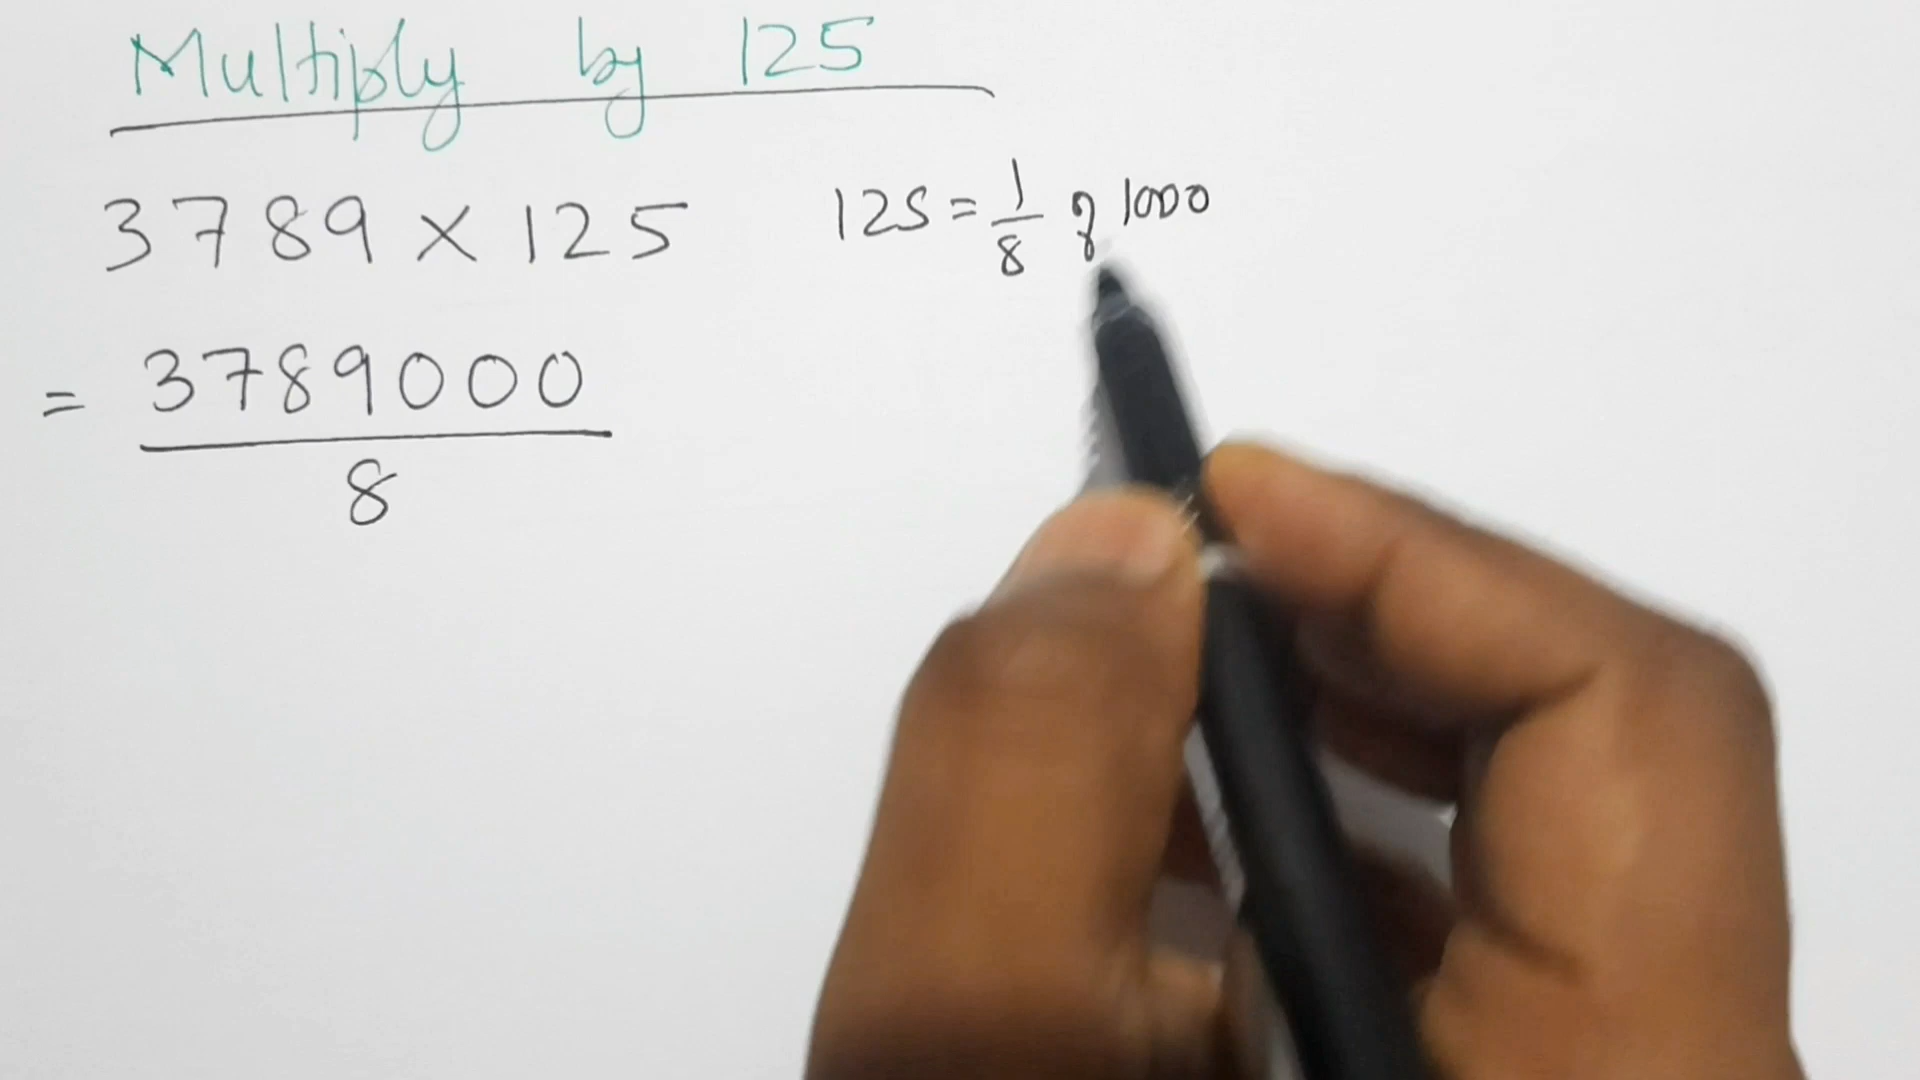 Multiply by 125
3789 × 125
125 = 1/8 of 1000
= 3789000
8